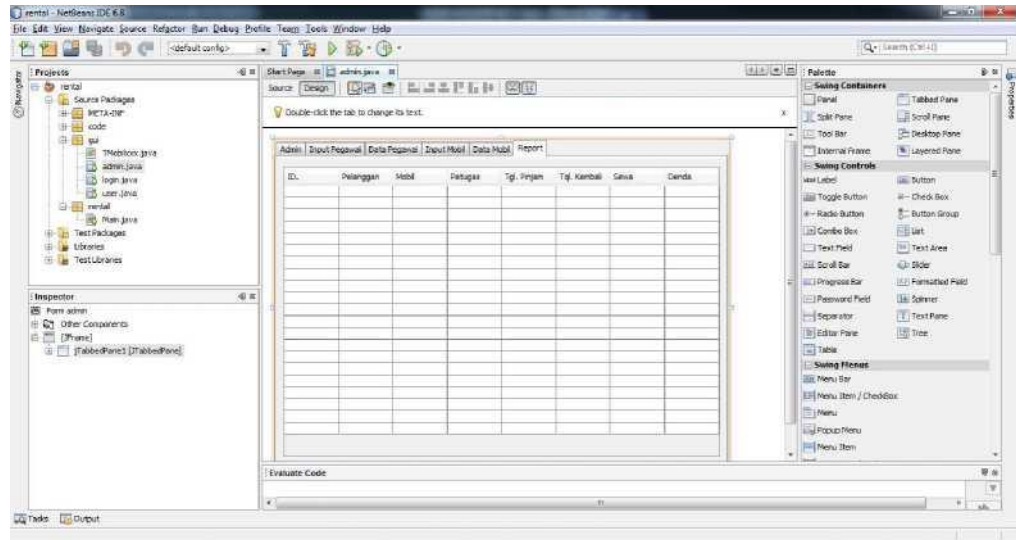 rental - NetBeans IDE 6.8
File Edit View Navigate Source Refactor Run Debug Profile Team Tools Window Help
<default config>
Search (Ctrl+I)
Navigator
Projects
rental
Source Packages
META-INF
code
gui
admin.java
login.java
user.java
rental
Main.java
Test Packages
Libraries
Test Libraries
Inspector
Form admin
Other Components
[JFrame]
jTabbedPane1 [JTabbedPane]
Start Page admin.java
Source Design
Double-click the tab to change its text.
Admin Input Pegawai Data Pegawai Input Mobil Data Mobil Report
ID. Pelanggan Mobil Petugas Tgl. Pinjam Tgl. Kembali Sewa Denda
Evaluate Code
Palette
Swing Containers
Panel Tabbed Pane
Split Pane Scroll Pane
Tool Bar Desktop Pane
Internal Frame Layered Pane
Swing Controls
label Label Button
Toggle Button Check Box
Radio Button Button Group
Combo Box List
Text Field Text Area
Scroll Bar Slider
Progress Bar Formatted Field
Password Field Spinner
Separator Text Pane
Editor Pane Tree
Table
Swing Menus
Menu Bar
Menu Item / CheckBox
Menu
Popup Menu
Menu Item
Properties
Tasks Output